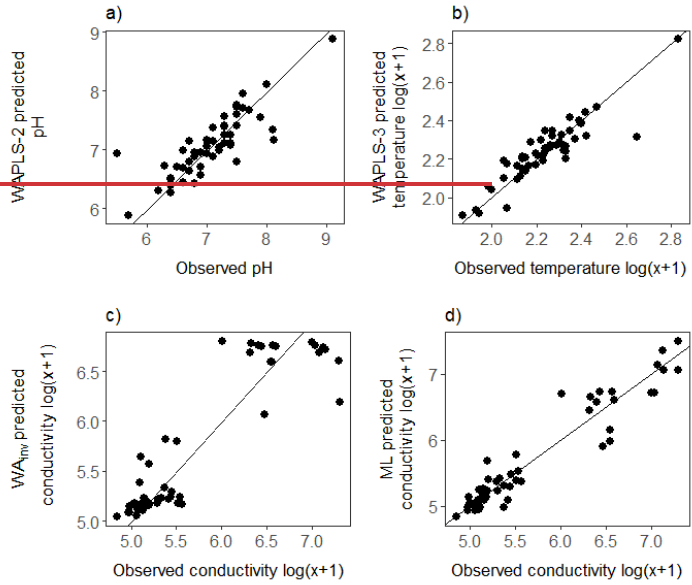 a)
WAPLS-2 predicted
pH
9
8
7
6
6
7
8
9
Observed pH
b)
WAPLS-3 predicted
temperature log(x+1)
2.8
2.6
2.4
2.2
2.0
2.0
2.2
2.4
2.6
2.8
Observed temperature log(x+1)
c)
WAinv predicted
conductivity log(x+1)
6.5
6.0
5.5
5.0
5.0
5.5
6.0
6.5
7.0
Observed conductivity log(x+1)
d)
ML predicted
conductivity log(x+1)
7
6
5
5.0
5.5
6.0
6.5
7.0
Observed conductivity log(x+1)